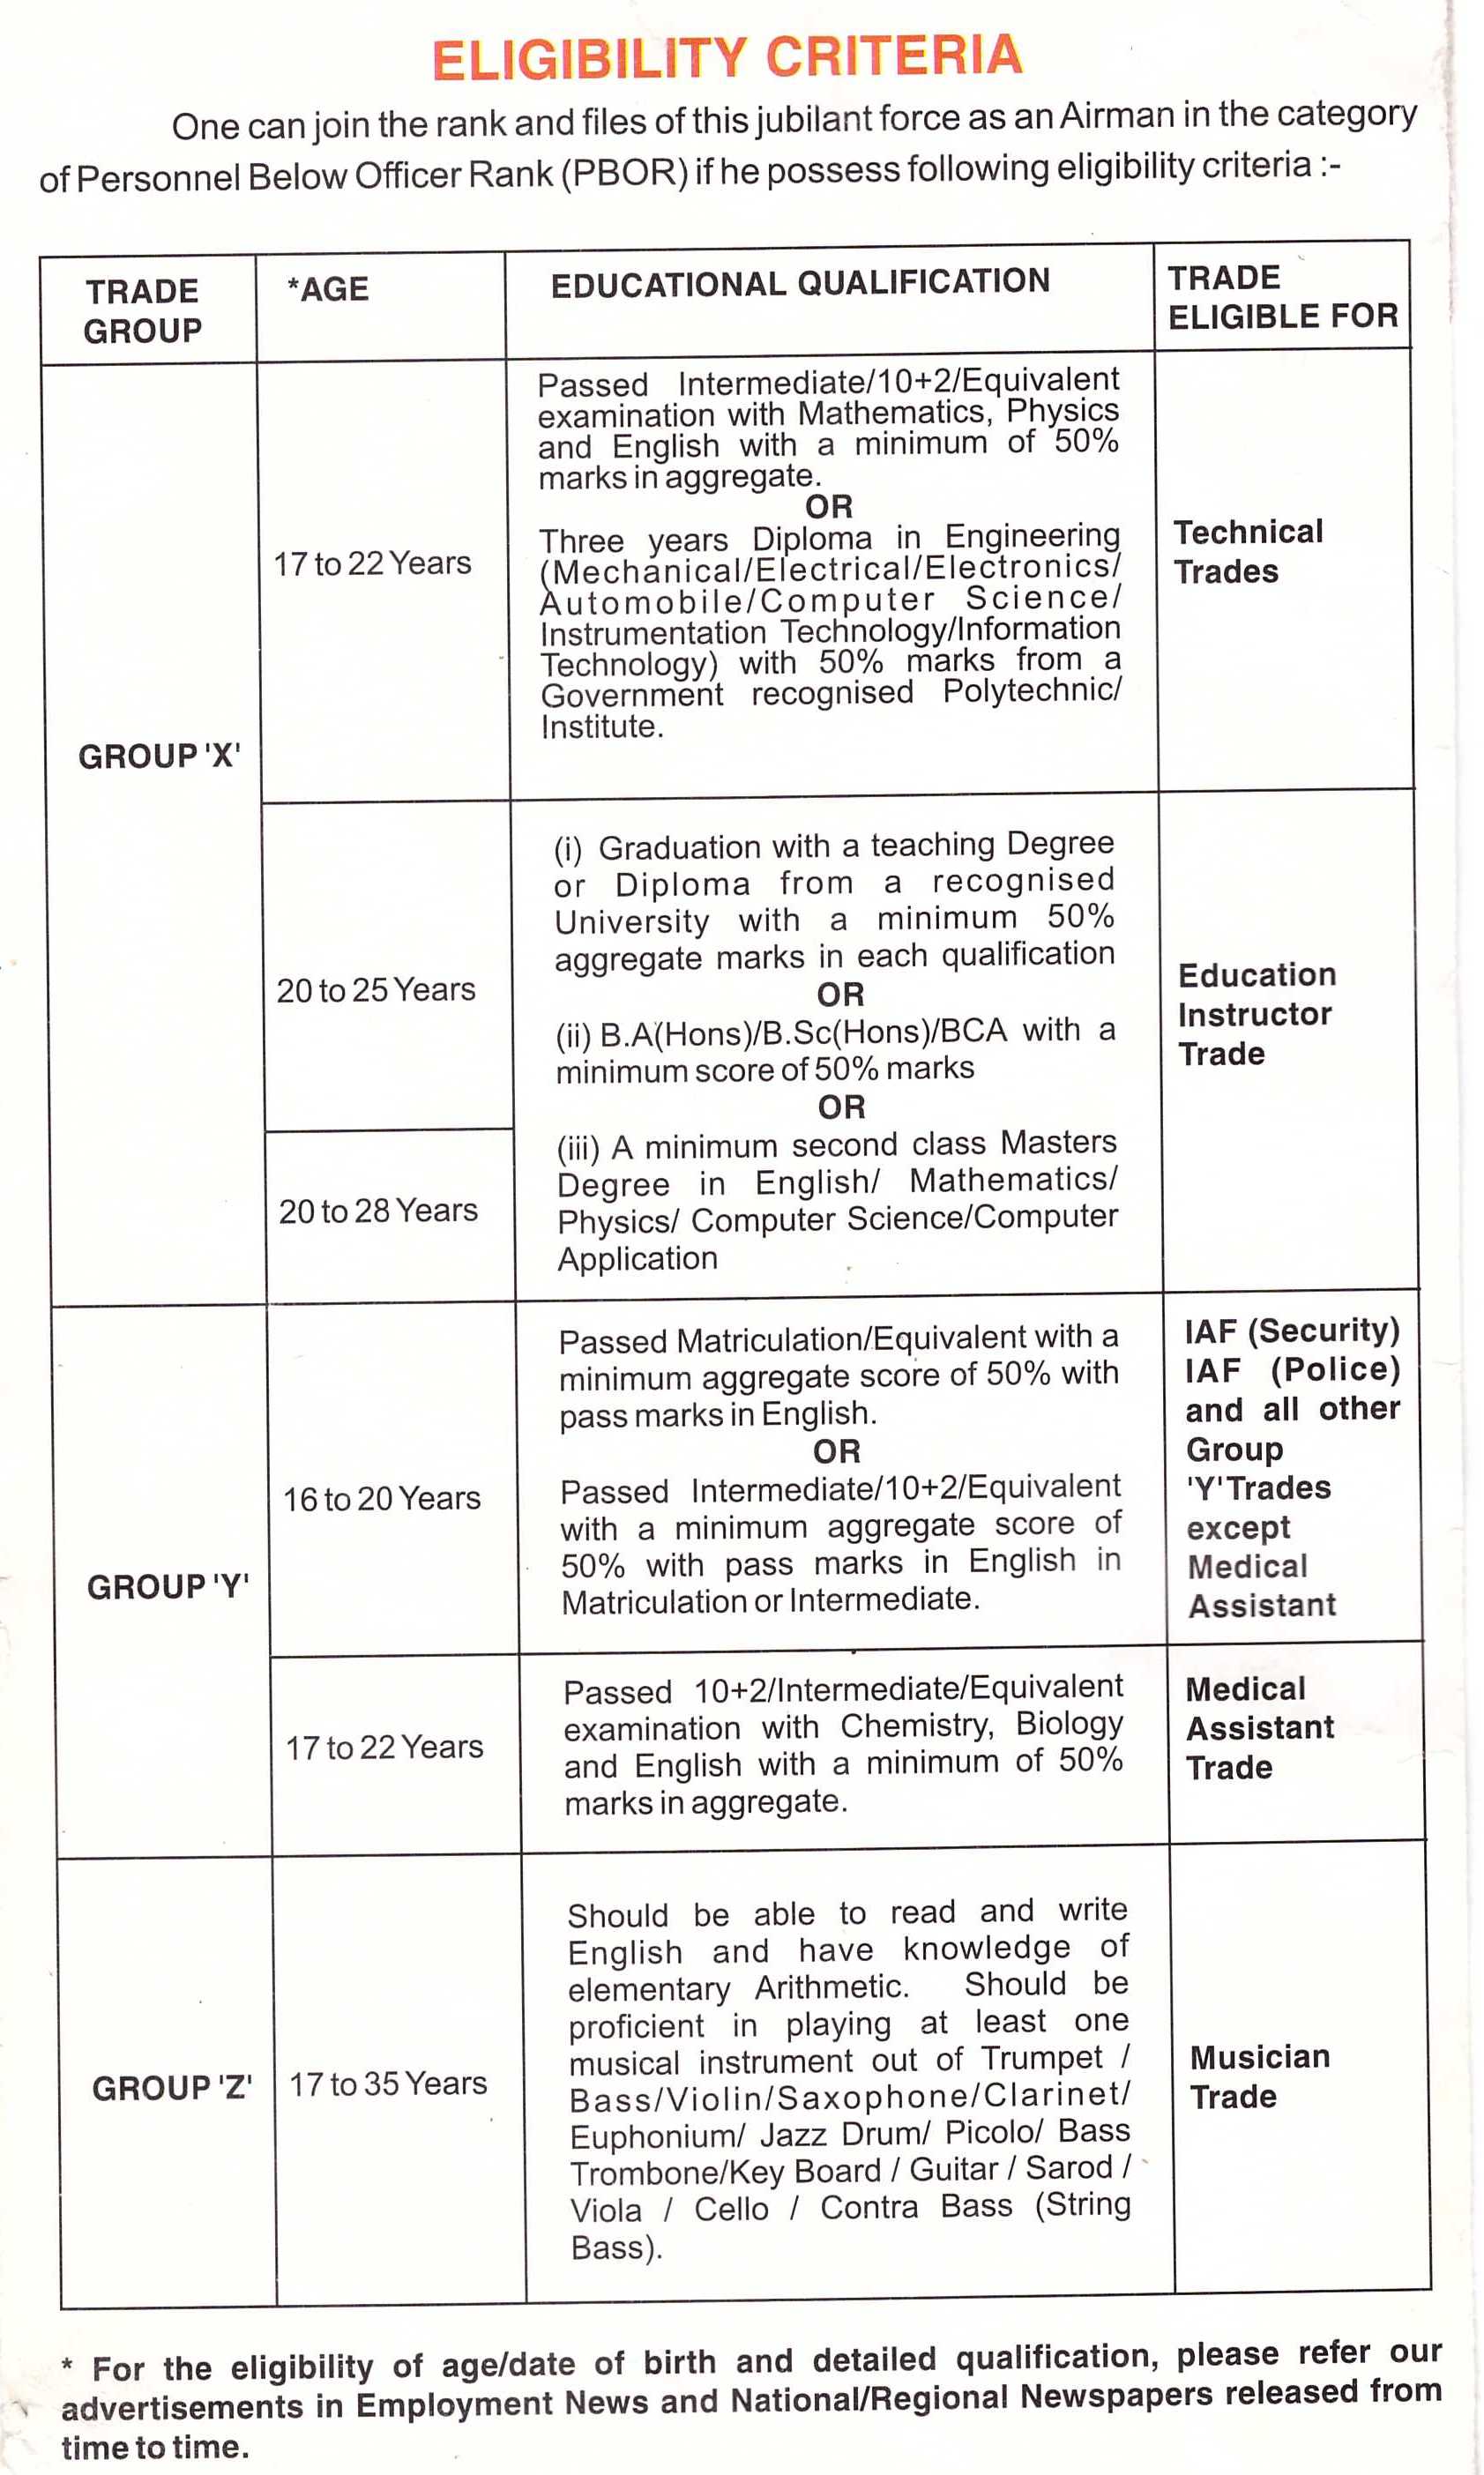 ELIGIBILITY CRITERIA
One can join the rank and files of this jubilant force as an Airman in the category
of Personnel Below Officer Rank (PBOR) if he possess following eligibility criteria :-
TRADE
GROUP
*AGE
EDUCATIONAL QUALIFICATION
TRADE
ELIGIBLE FOR
GROUP 'X'
17 to 22 Years
Passed Intermediate/10+2/Equivalent
examination with Mathematics, Physics
and English with a minimum of 50%
marks in aggregate.
OR
Three years Diploma in Engineering
(Mechanical/Electrical/Electronics/
Automobile/Computer Science/
Instrumentation Technology/Information
Technology) with 50% marks from a
Government recognised Polytechnic/
Institute.
Technical
Trades
20 to 25 Years
(i) Graduation with a teaching Degree
or Diploma from a recognised
University with a minimum 50%
aggregate marks in each qualification
OR
(ii) B.A(Hons)/B.Sc(Hons)/BCA with a
minimum score of 50% marks
OR
20 to 28 Years
(iii) A minimum second class Masters
Degree in English/ Mathematics/
Physics/ Computer Science/Computer
Application
Education
Instructor
Trade
GROUP 'Y'
16 to 20 Years
Passed Matriculation/Equivalent with a
minimum aggregate score of 50% with
pass marks in English.
OR
Passed Intermediate/10+2/Equivalent
with a minimum aggregate score of
50% with pass marks in English in
Matriculation or Intermediate.
IAF (Security)
IAF (Police)
and all other
Group
'Y' Trades
except
Medical
Assistant
17 to 22 Years
Passed 10+2/Intermediate/Equivalent
examination with Chemistry, Biology
and English with a minimum of 50%
marks in aggregate.
Medical
Assistant
Trade
GROUP 'Z'
17 to 35 Years
Should be able to read and write
English and have knowledge of
elementary Arithmetic. Should be
proficient in playing at least one
musical instrument out of Trumpet /
Bass/Violin/Saxophone/Clarinet/
Euphonium/ Jazz Drum/ Picolo/ Bass
Trombone/Key Board / Guitar / Sarod /
Viola / Cello / Contra Bass (String
Bass).
Musician
Trade
* For the eligibility of age/date of birth and detailed qualification, please refer our
advertisements in Employment News and National/Regional Newspapers released from
time to time.